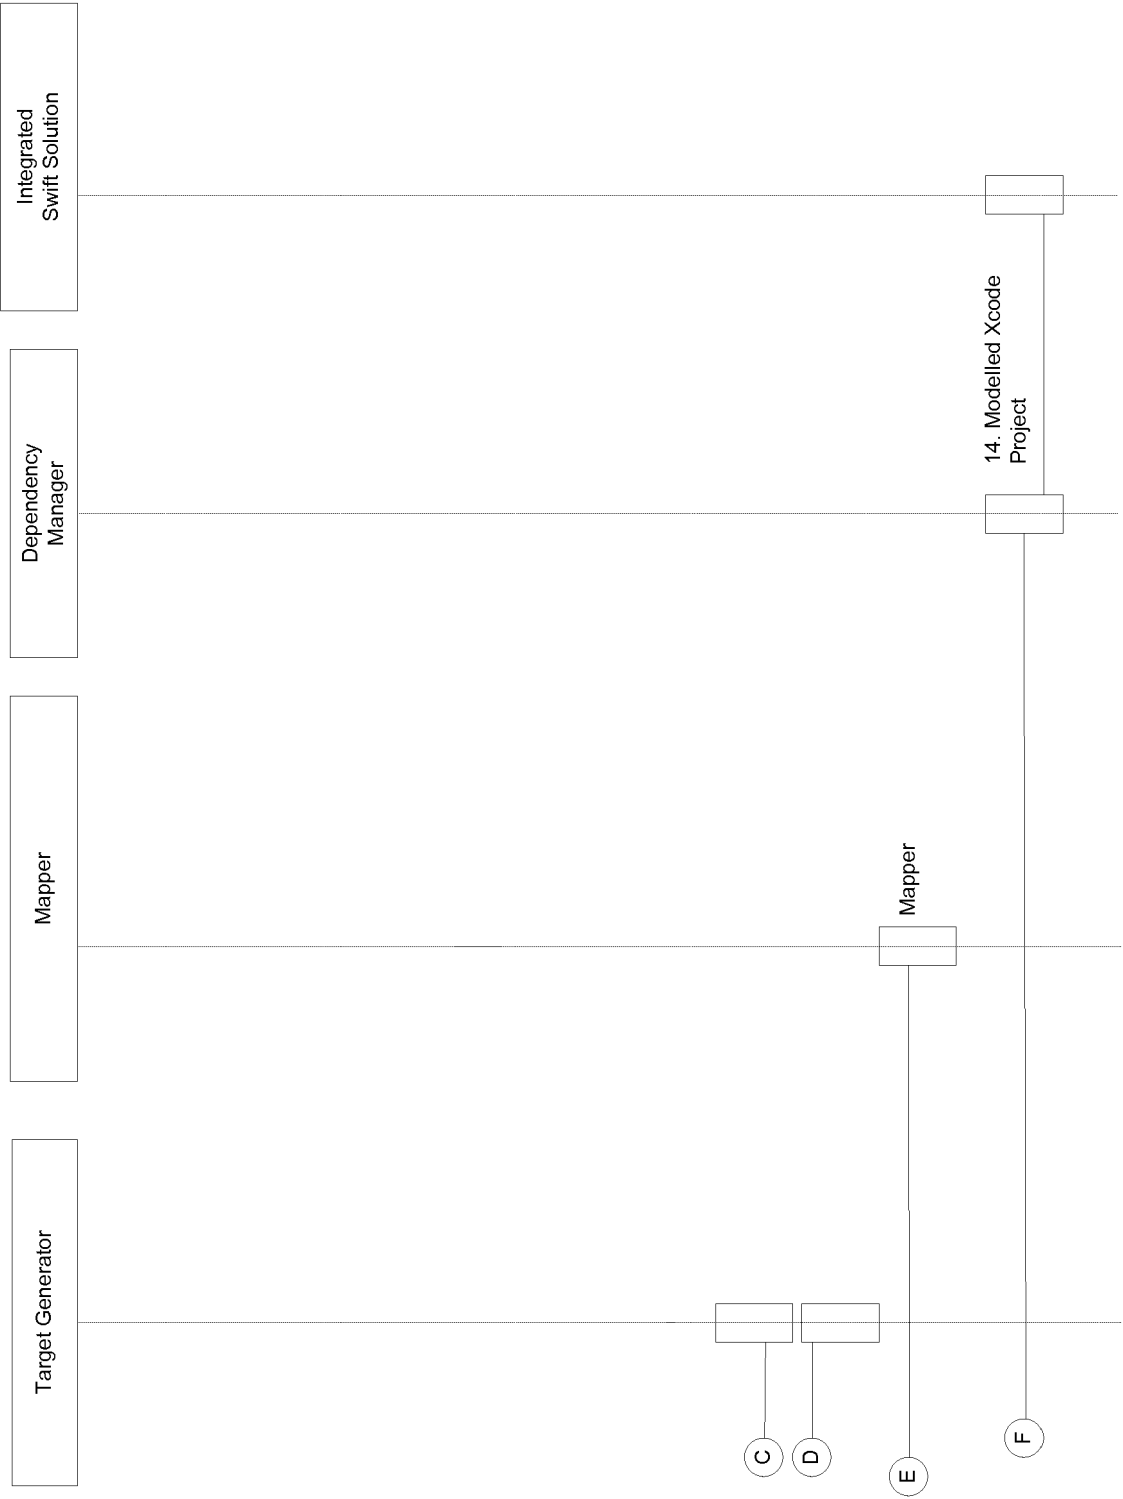 Target Generator
Mapper
Dependency
Manager
Integrated
Swift Solution
C
D
E
Mapper
F
14. Modelled Xcode
Project